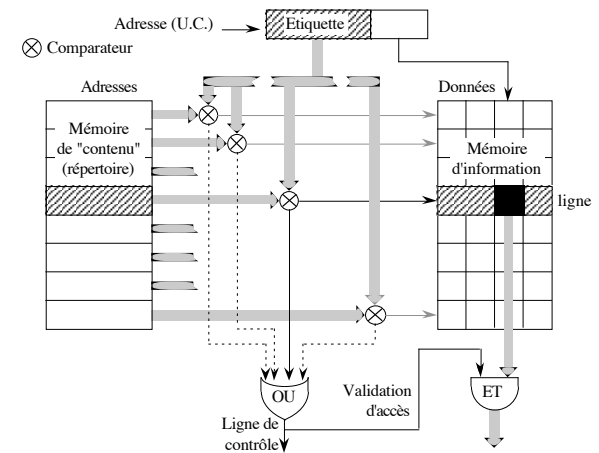 Adresse (U.C.)
Etiquette
Comparateur
Adresses
Données
Mémoire
de "contenu"
(répertoire)
Mémoire
d'information
ligne
OU
Validation
d'accès
ET
Ligne de
contrôle